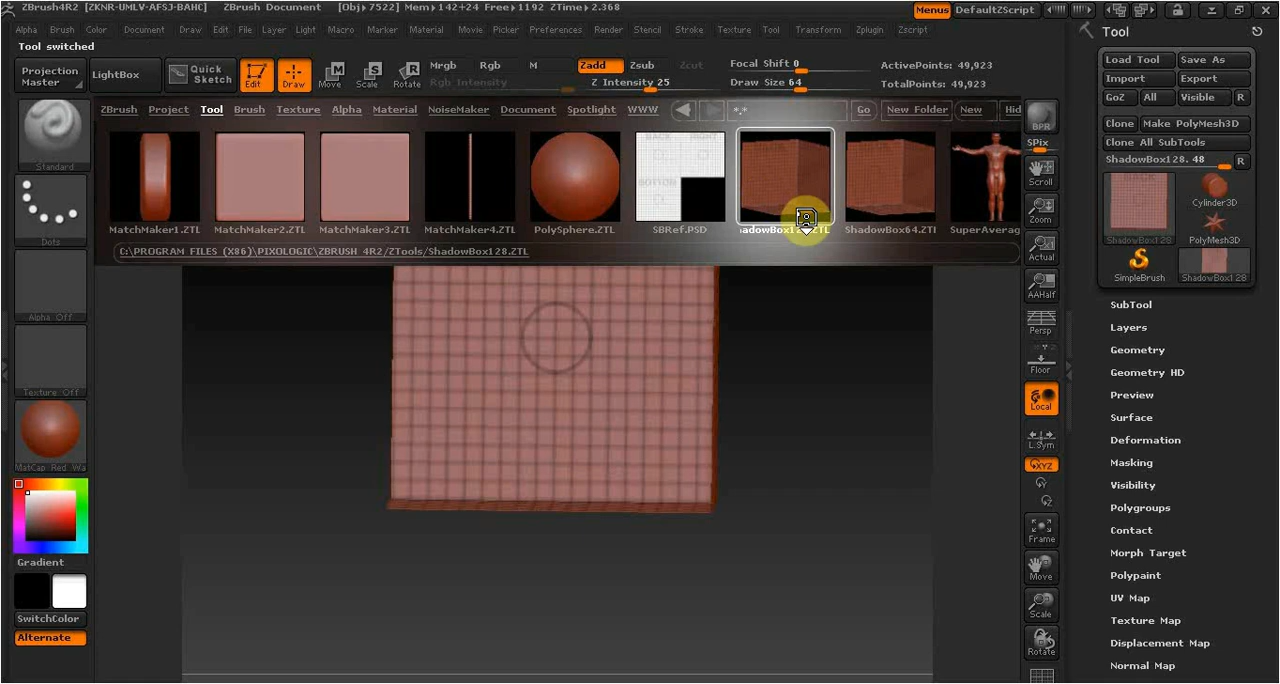 ZBrush4R2 [ZKNR-UMLV-AFSJ-BAHC] ZBrush Document [Obj▸7522] Mem▸142+24 Free▸1192 ZTime▸2.368 Menus DefaultZScript
Alpha Brush Color Document Draw Edit File Layer Light Macro Marker Material Movie Picker Preferences Render Stencil Stroke Texture Tool Transform Zplugin Zscript
Tool switched
Projection Master
LightBox
Quick Sketch
Edit
Draw
Move
Scale
Rotate
Mrgb Rgb M
Rgb Intensity
Zadd Zsub Zcut
Z Intensity 25
Focal Shift 0
Draw Size 64
ActivePoints: 49,923
TotalPoints: 49,923
ZBrush Project Tool Brush Texture Alpha Material NoiseMaker Document Spotlight WWW *.* Go New Folder New Hid
MatchMaker1.ZTL MatchMaker2.ZTL MatchMaker3.ZTL MatchMaker4.ZTL PolySphere.ZTL SBRef.PSD ShadowBox64.ZTL SuperAverag
C:\PROGRAM FILES (X86)\PIXOLOGIC\ZBRUSH 4R2/ZTools/ShadowBox128.ZTL
Standard
Dots
Alpha Off
Texture Off
MatCap Red Wa
Gradient
SwitchColor
Alternate
BPR
SPix
Scroll
Zoom
Actual
AAHalf
Persp
Floor
Local
L.Sym
XYZ
Y
Z
Frame
Move
Scale
Rotate
Tool
Load Tool Save As
Import Export
GoZ All Visible R
Clone Make PolyMesh3D
Clone All SubTools
ShadowBox128. 48 R
Cylinder3D
ShadowBox128 PolyMesh3D
SimpleBrush ShadowBox128
SubTool
Layers
Geometry
Geometry HD
Preview
Surface
Deformation
Masking
Visibility
Polygroups
Contact
Morph Target
Polypaint
UV Map
Texture Map
Displacement Map
Normal Map